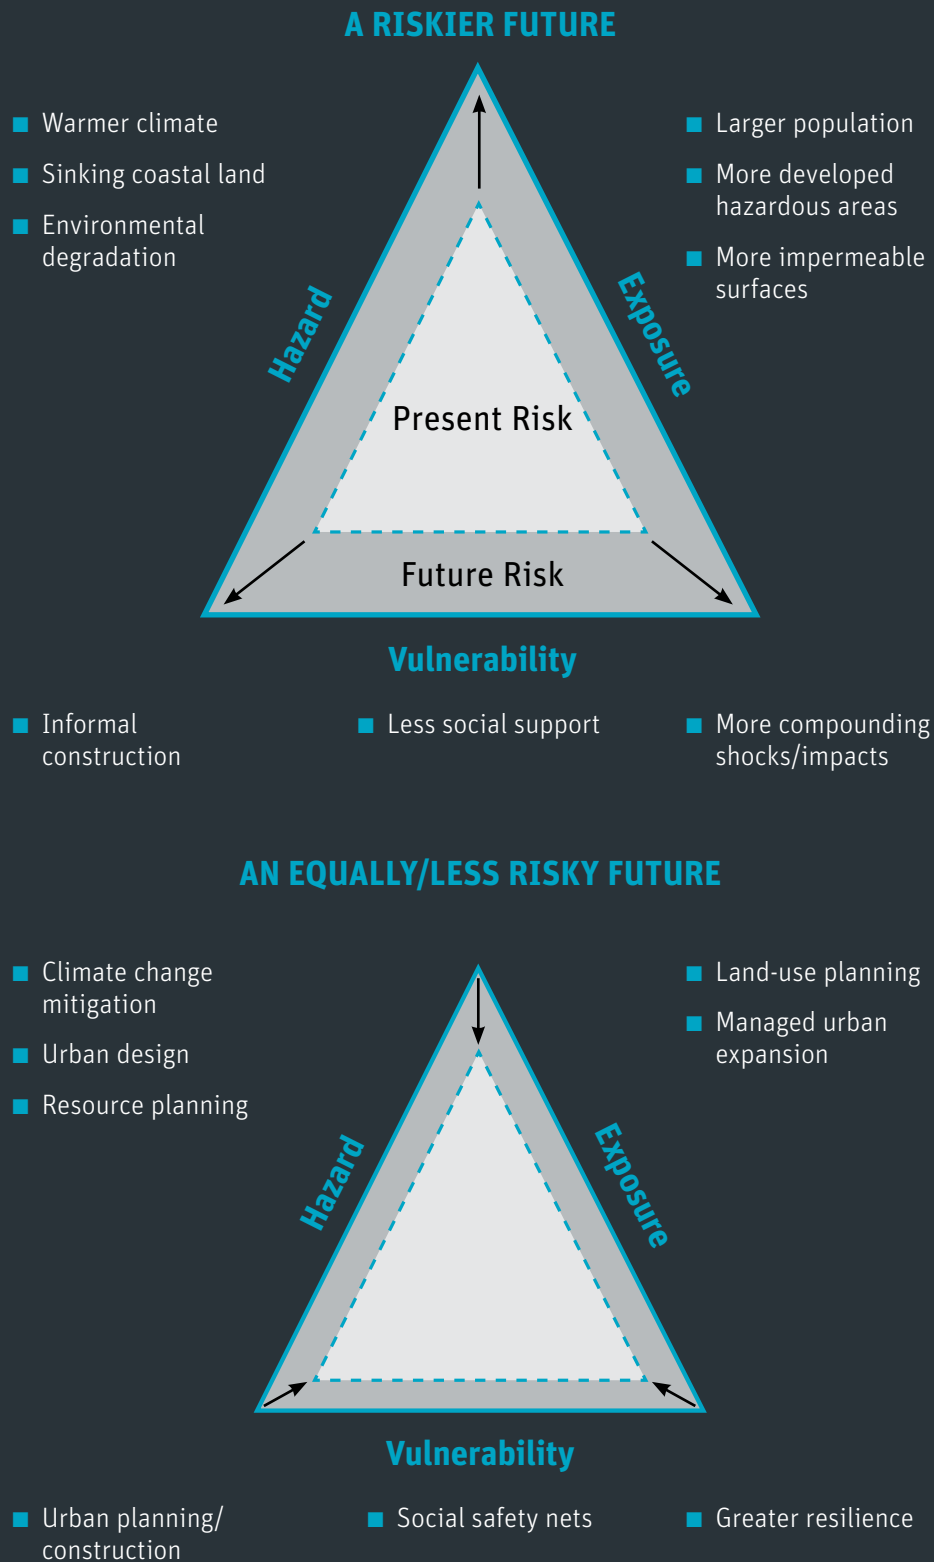 A RISKIER FUTURE
Warmer climate
Sinking coastal land
Environmental
degradation
Larger population
More developed
hazardous areas
More impermeable
surfaces
Hazard
Exposure
Present Risk
Future Risk
Vulnerability
Informal
construction
Less social support
More compounding
shocks/impacts
AN EQUALLY/LESS RISKY FUTURE
Climate change
mitigation
Urban design
Resource planning
Land-use planning
Managed urban
expansion
Hazard
Exposure
Vulnerability
Urban planning/
construction
Social safety nets
Greater resilience